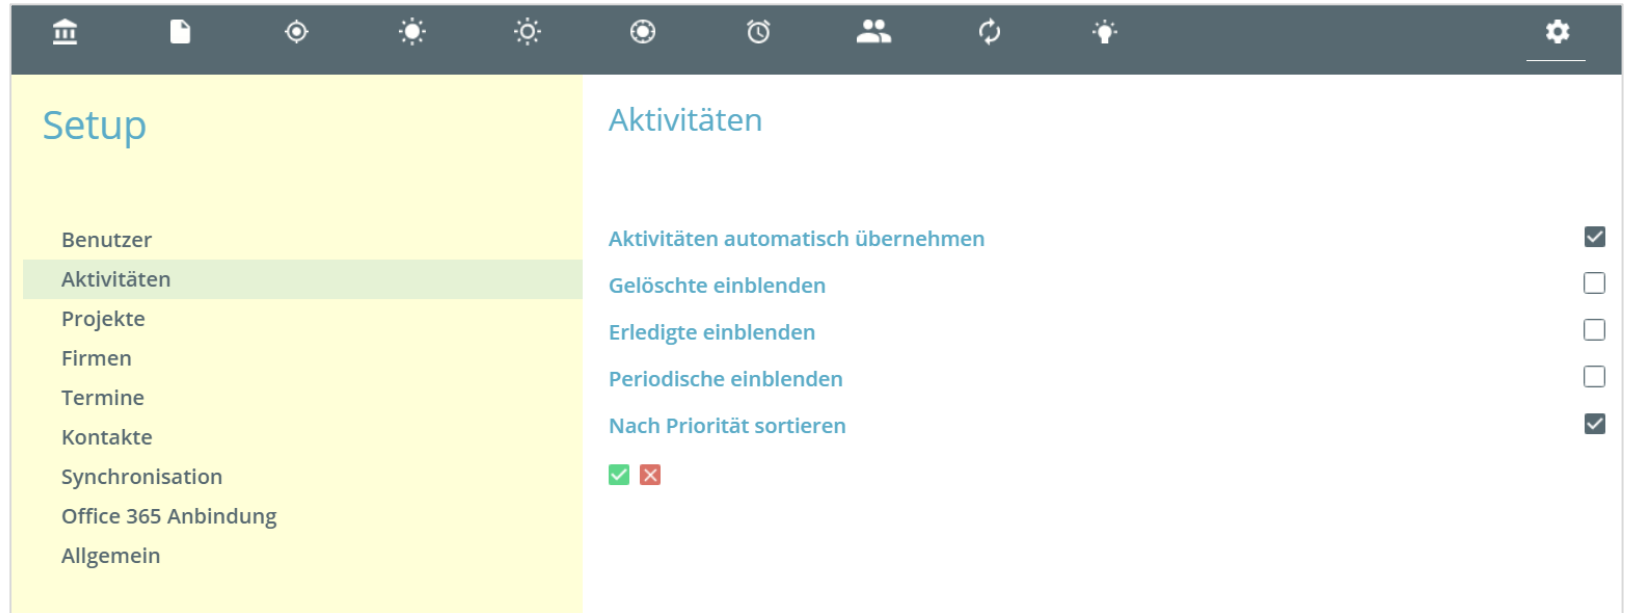 Setup
Benutzer
Aktivitäten
Projekte
Firmen
Termine
Kontakte
Synchronisation
Office 365 Anbindung
Allgemein
Aktivitäten
Aktivitäten automatisch übernehmen
Gelöschte einblenden
Erledigte einblenden
Periodische einblenden
Nach Priorität sortieren